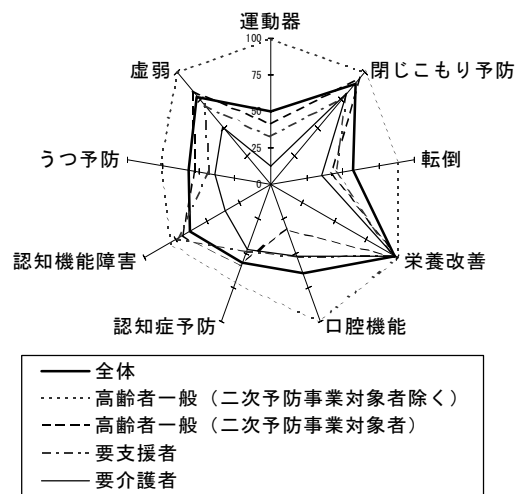 運動器
100
虚弱
閉じこもり予防
75
50
うつ予防
転倒
25
0
認知機能障害
栄養改善
認知症予防
口腔機能
全体
高齢者一般（二次予防事業対象者除く）
高齢者一般（二次予防事業対象者）
要支援者
要介護者